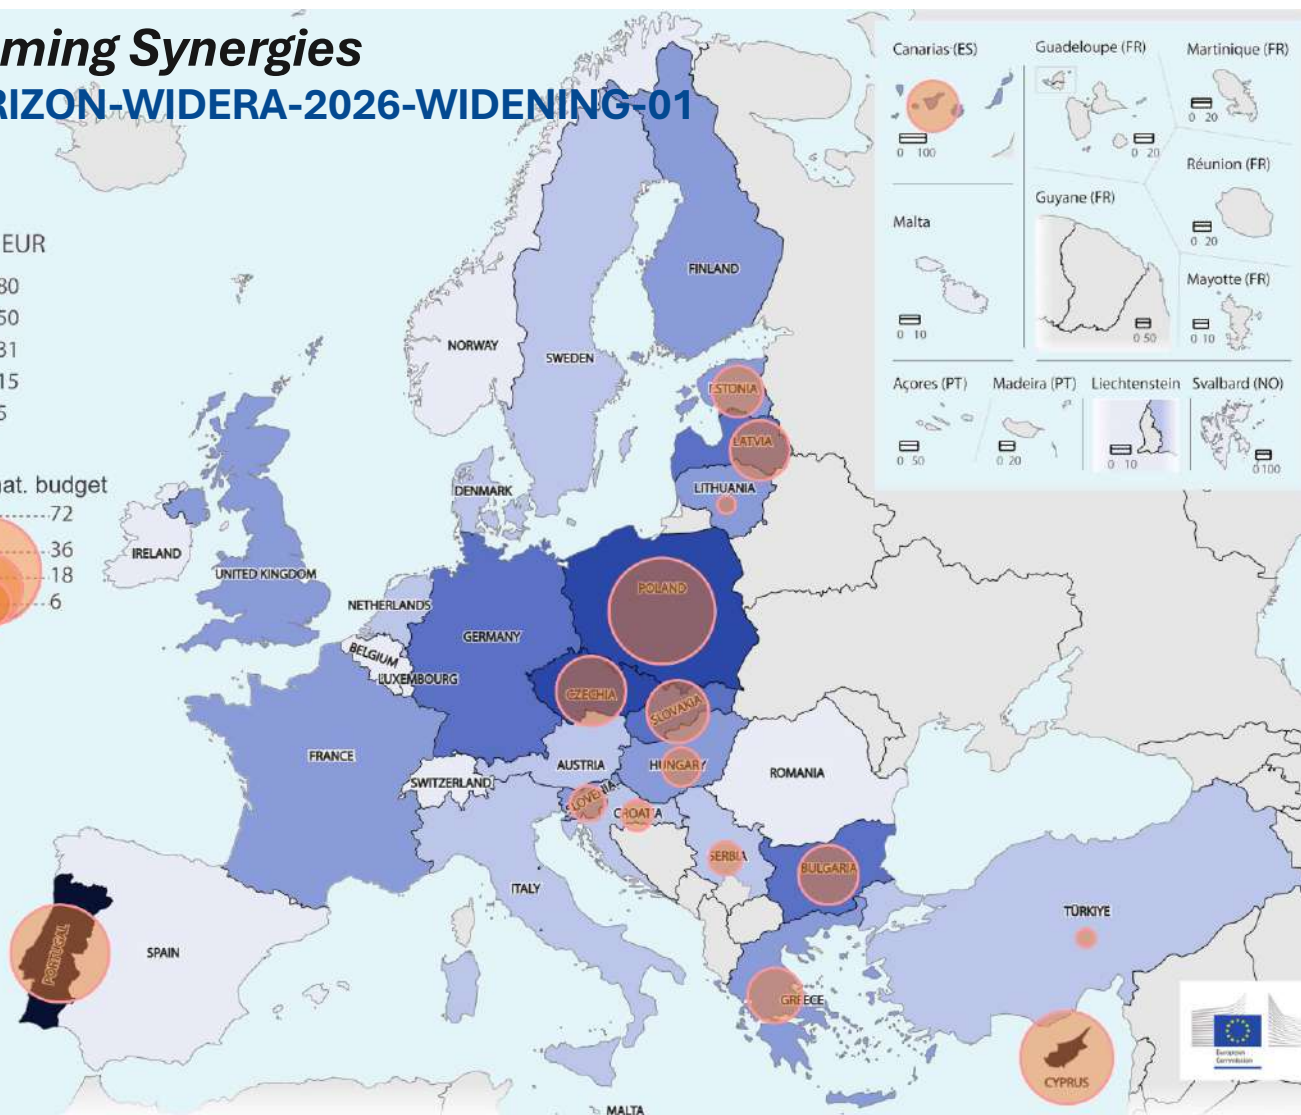 ming Synergies
RIZON-WIDERA-2026-WIDENING-01
EUR
80
50
31
15
5
nat. budget
72
36
18
6
NORWAY
SWEDEN
FINLAND
ESTONIA
LATVIA
LITHUANIA
DENMARK
IRELAND
UNITED KINGDOM
NETHERLANDS
BELGIUM
LUXEMBOURG
GERMANY
POLAND
CZECHIA
SLOVAKIA
FRANCE
SWITZERLAND
AUSTRIA
HUNGARY
SLOVENIA
CROATIA
ROMANIA
SERBIA
BULGARIA
ITALY
PORTUGAL
SPAIN
GREECE
TÜRKIYE
CYPRUS
MALTA
Canarias (ES)
0 100
Guadeloupe (FR)
0 20
Martinique (FR)
0 20
Réunion (FR)
0 20
Guyane (FR)
0 50
Mayotte (FR)
0 10
Malta
0 10
Açores (PT)
0 50
Madeira (PT)
0 20
Liechtenstein
0 10
Svalbard (NO)
0 100
European
Commission